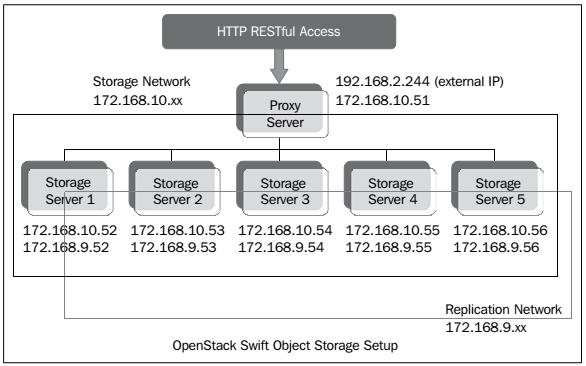 HTTP RESTful Access
Storage Network
172.168.10.xx
192.168.2.244 (external IP)
172.168.10.51
Proxy
Server
Storage
Server 1
Storage
Server 2
Storage
Server 3
Storage
Server 4
Storage
Server 5
172.168.10.52
172.168.9.52
172.168.10.53
172.168.9.53
172.168.10.54
172.168.9.54
172.168.10.55
172.168.9.55
172.168.10.56
172.168.9.56
Replication Network
172.168.9.xx
OpenStack Swift Object Storage Setup